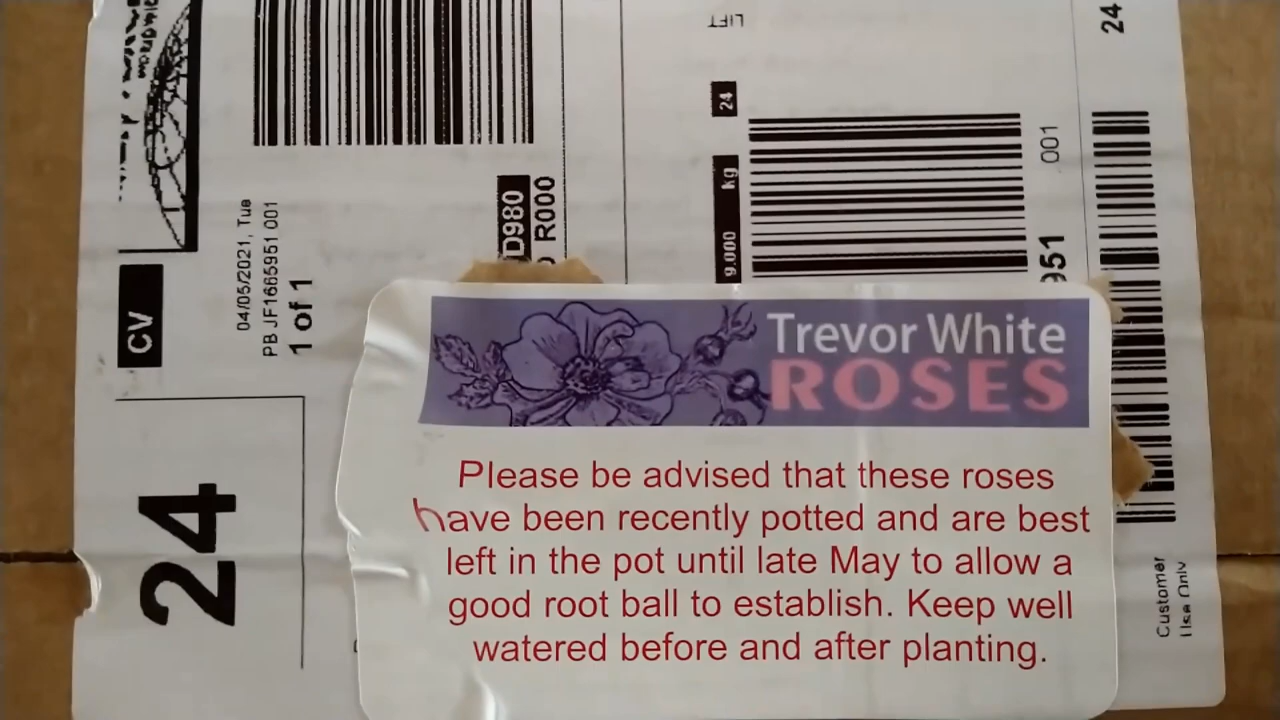 LIFT
24
24
kg
9.000
001
951
D980
R000
04/05/2021, Tue
PB JF1665951 001
1 of 1
CV
24
Customer
Use Only
Trevor White
ROSES
Please be advised that these roses
have been recently potted and are best
left in the pot until late May to allow a
good root ball to establish. Keep well
watered before and after planting.